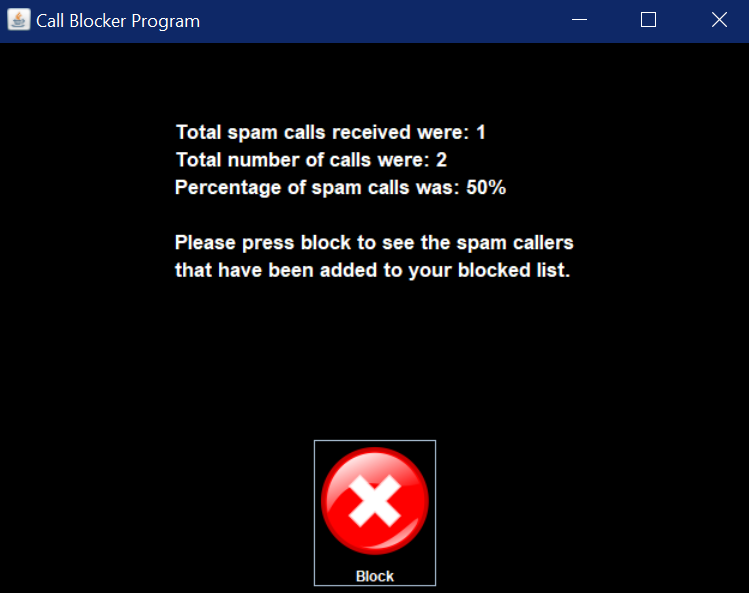 Call Blocker Program
Total spam calls received were: 1
Total number of calls were: 2
Percentage of spam calls was: 50%
Please press block to see the spam callers
that have been added to your blocked list.
Block